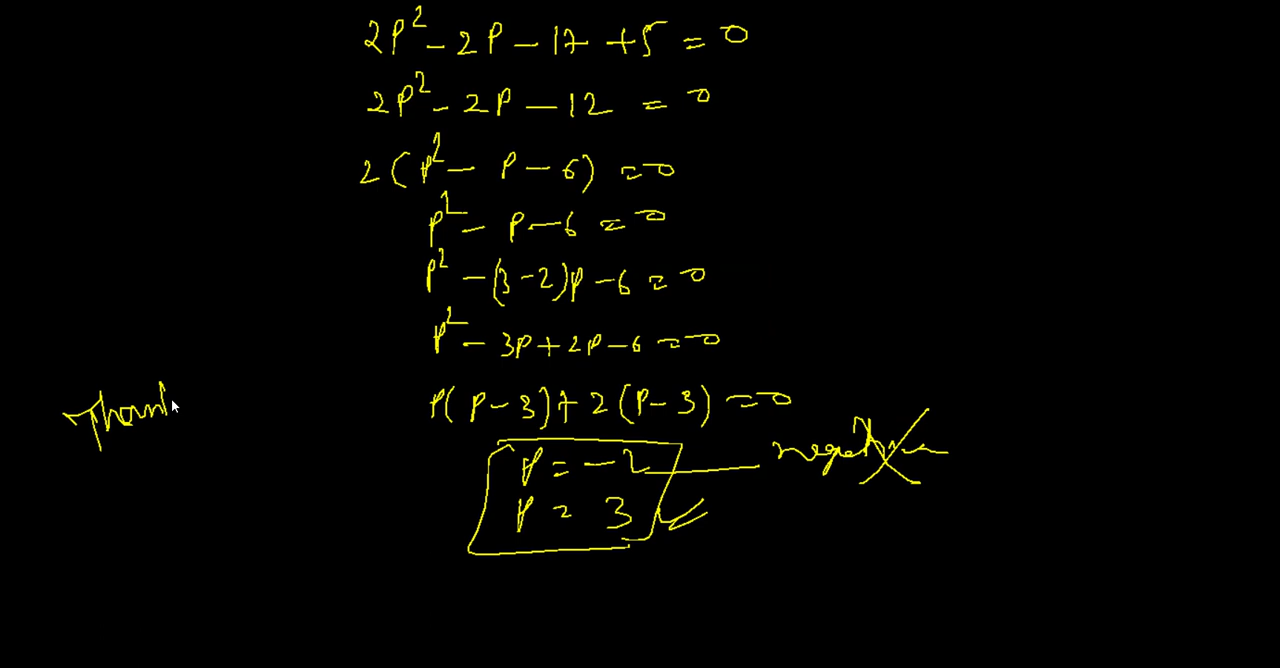 2P² - 2P - 17 + 5 = 0
2P² - 2P - 12 = 0
2(P² - P - 6) = 0
P² - P - 6 = 0
P² - (3 - 2)P - 6 = 0
P² - 3P + 2P - 6 = 0
P(P - 3) + 2(P - 3) = 0
P = -2
negative
P = 3
Thank